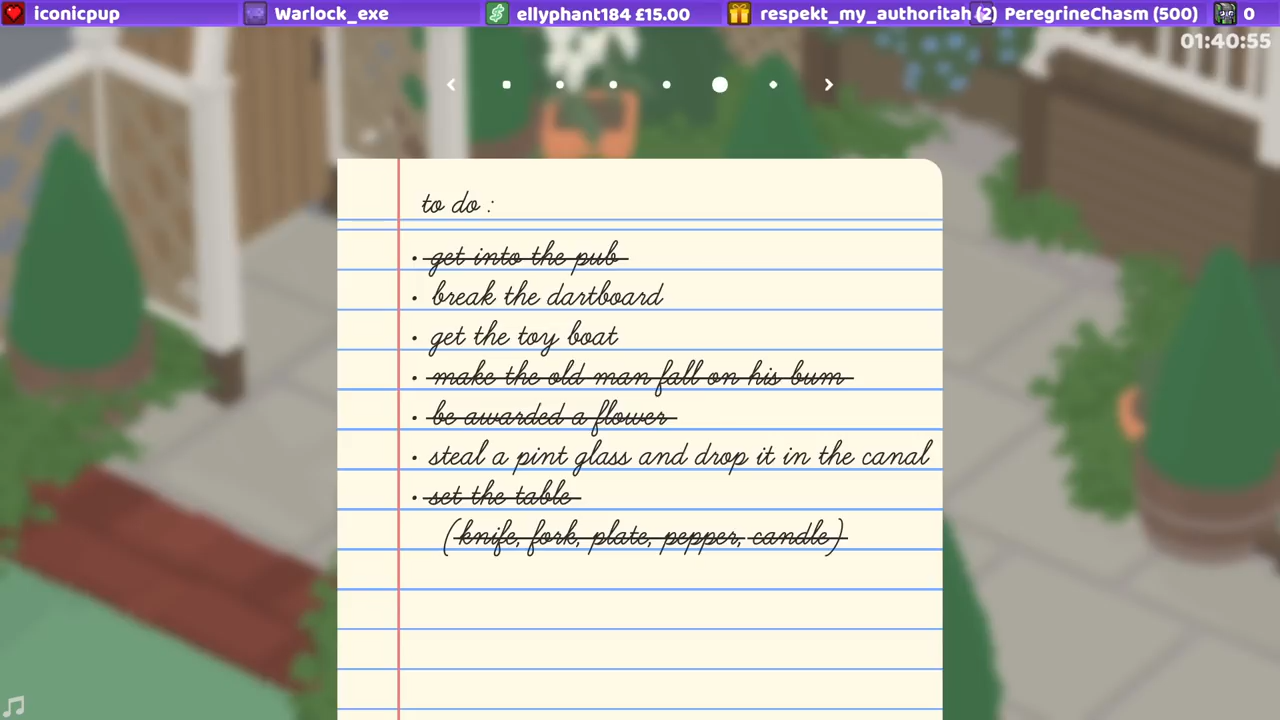 iconicpup
Warlock_exe
ellyphant184 £15.00
respekt_my_authoritah (2)
PeregrineChasm (500)
0
01:40:55
to do :
• get into the pub
• break the dartboard
• get the toy boat
• make the old man fall on his bum
• be awarded a flower
• steal a pint glass and drop it in the canal
• set the table
(knife, fork, plate, pepper, candle)